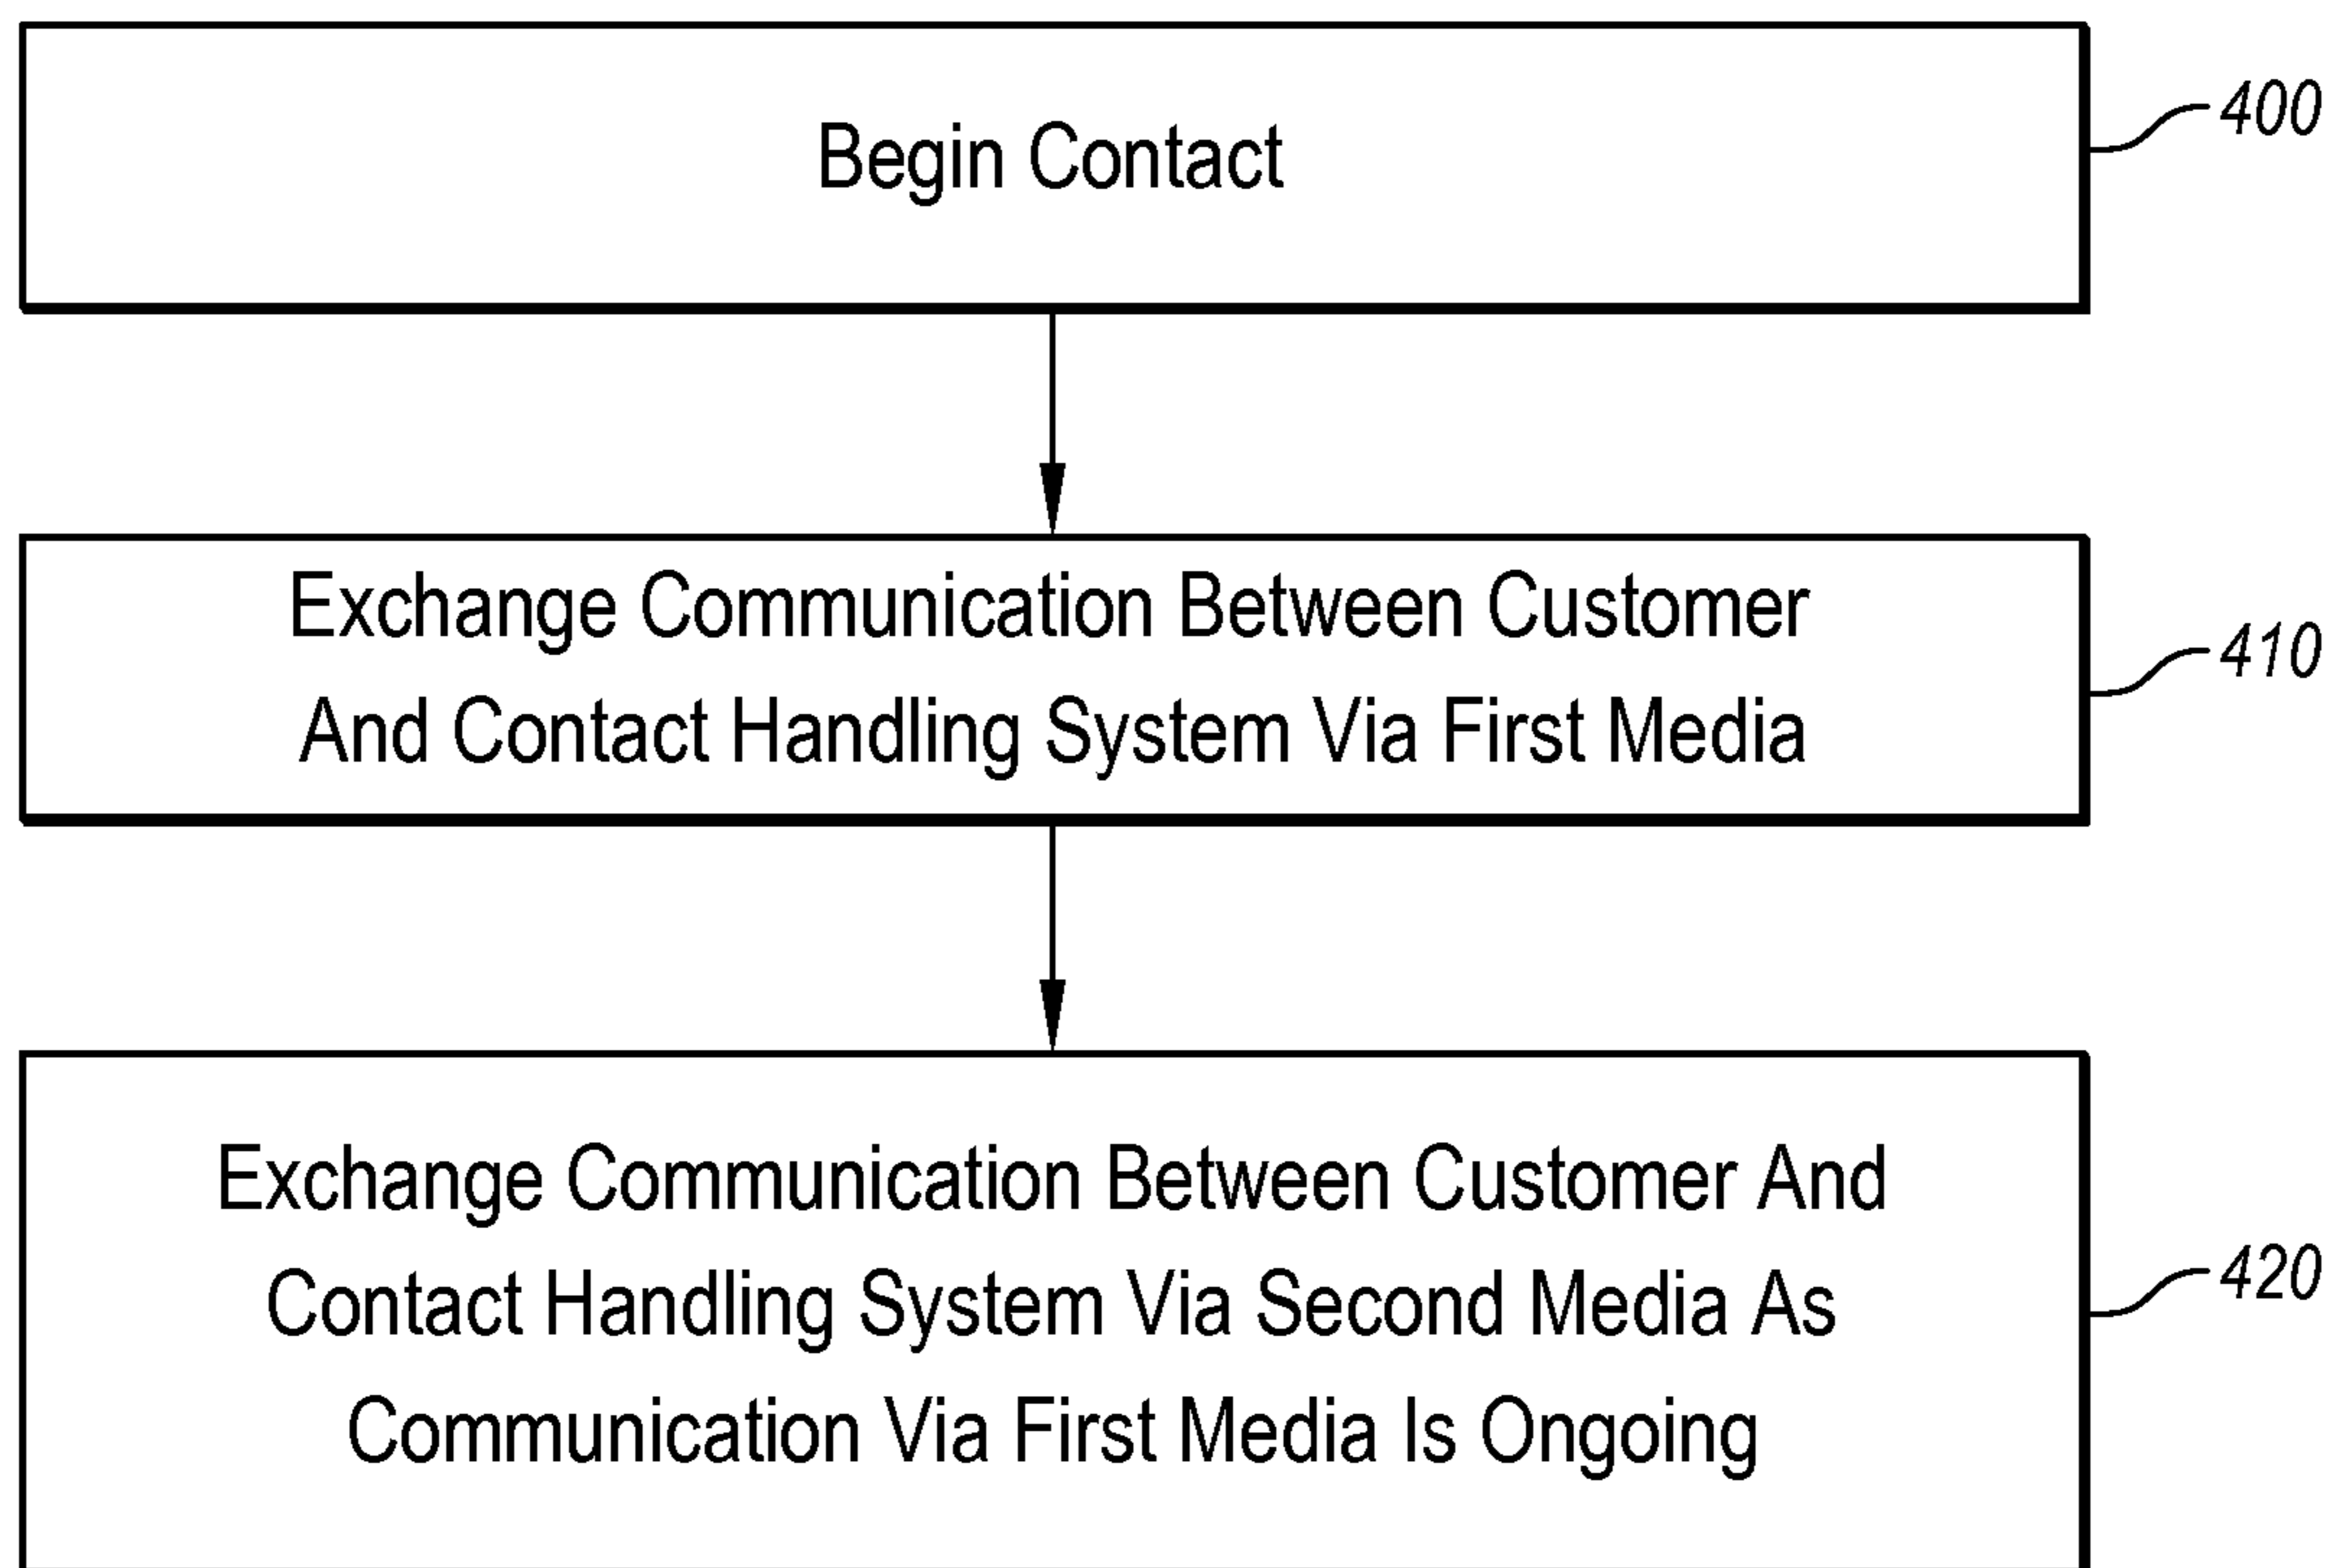 Begin Contact
400
Exchange Communication Between Customer
And Contact Handling System Via First Media
410
Exchange Communication Between Customer And
Contact Handling System Via Second Media As
Communication Via First Media Is Ongoing
420